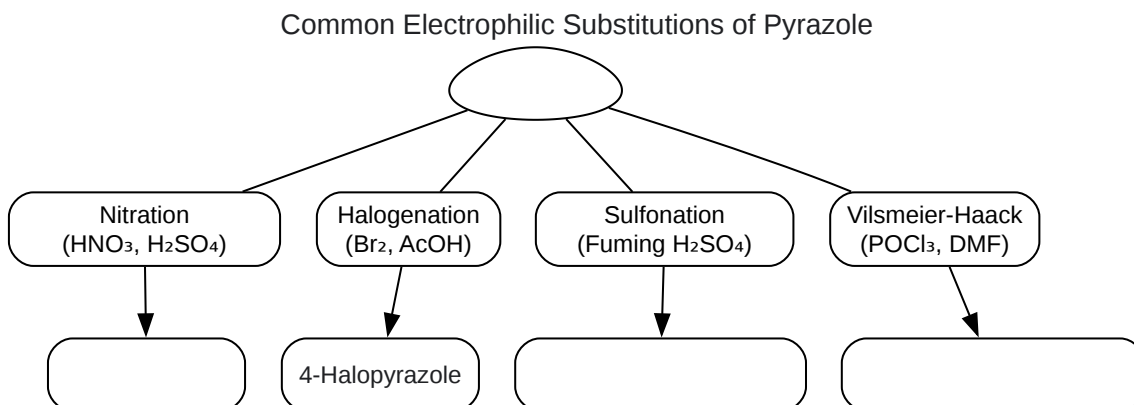 Common Electrophilic Substitutions of Pyrazole
Nitration
(HNO₃, H₂SO₄)
Halogenation
(Br₂, AcOH)
Sulfonation
(Fuming H₂SO₄)
Vilsmeier-Haack
(POCl₃, DMF)
4-Halopyrazole